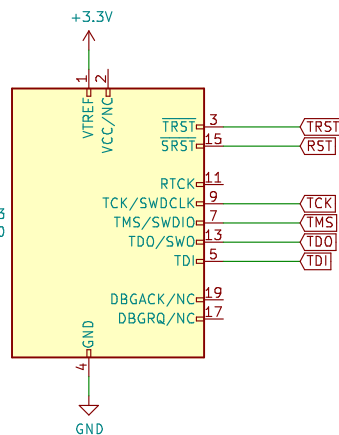 +3.3V
1
2
VTREF
VCC/NC
TRST
3
TRST
SRST
15
RST
RTCK
11
TCK/SWDCLK
9
TCK
TMS/SWDIO
7
TMS
TDO/SWO
13
TDO
TDI
5
TDI
DBGACK/NC
19
DBGRQ/NC
17
GND
4
GND